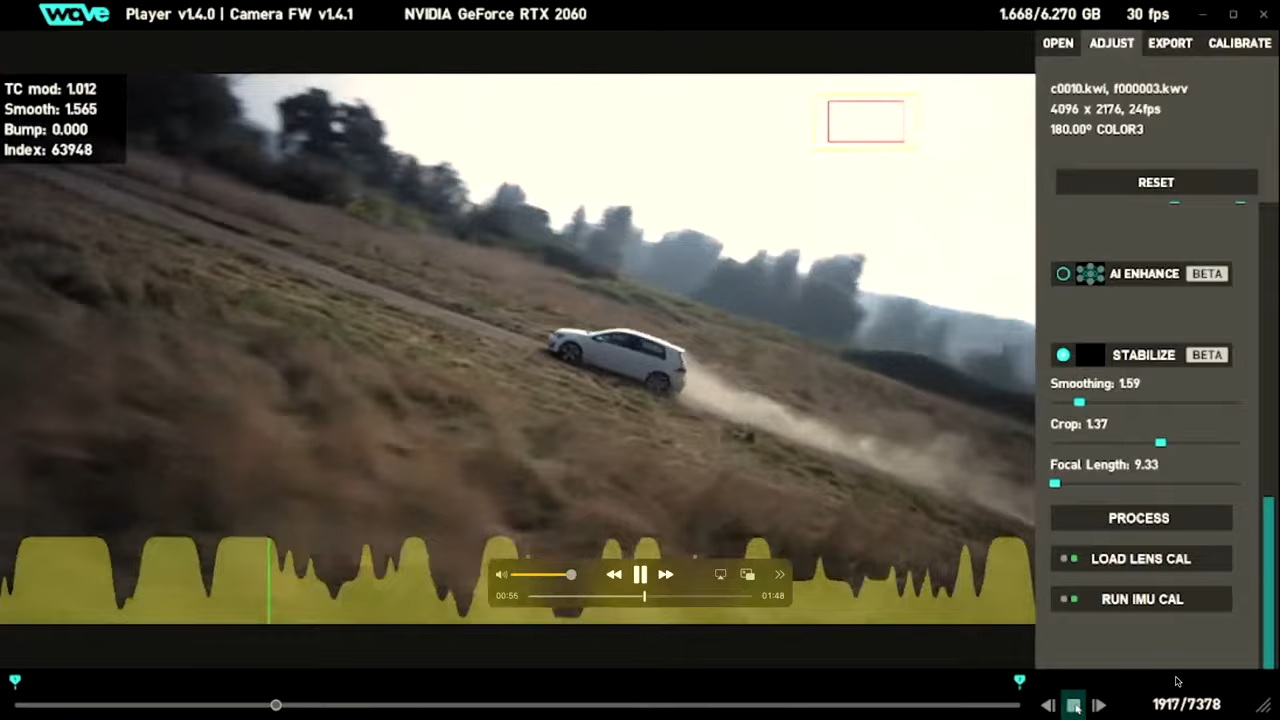 wave Player v1.4.0 | Camera FW v1.4.1 NVIDIA GeForce RTX 2060 1.668/6.270 GB 30 fps
OPEN ADJUST EXPORT CALIBRATE
TC mod: 1.012
Smooth: 1.565
Bump: 0.000
Index: 63948
c0010.kwi, f000003.kwv
4096 x 2176, 24fps
180.00° COLOR3
RESET
AI ENHANCE BETA
STABILIZE BETA
Smoothing: 1.59
Crop: 1.37
Focal Length: 9.33
PROCESS
LOAD LENS CAL
RUN IMU CAL
00:56 01:48
1917/7378